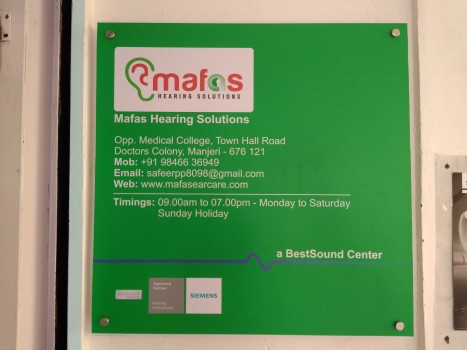 mafas
HEARING SOLUTIONS
Mafas Hearing Solutions
Opp. Medical College, Town Hall Road
Doctors Colony, Manjeri - 676 121
Mob: +91 98466 36949
Email: safeerpp8098@gmail.com
Web: www.mafasearcare.com
Timings: 09.00am to 07.00pm - Monday to Saturday
Sunday Holiday
a BestSound Center
SIEMENS